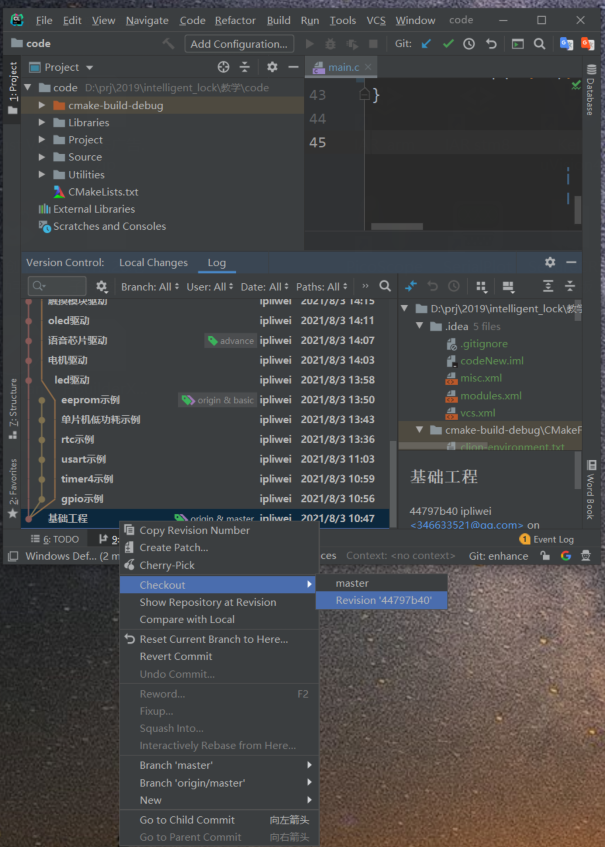 File Edit View Navigate Code Refactor Build Run Tools VCS Window code
code Add Configuration... Git:
1: Project
Project
main.c
code D:\prj\2019\intelligent_lock\教学\code
cmake-build-debug
Libraries
Project
Source
Utilities
CMakeLists.txt
External Libraries
Scratches and Consoles
43 }
44
45
Database
Version Control: Local Changes Log
Branch: All User: All Date: All Paths: All
触摸模块驱动 ipliwei 2021/8/3 14:15
oled驱动 ipliwei 2021/8/3 14:11
语音芯片驱动 advance ipliwei 2021/8/3 14:07
电机驱动 ipliwei 2021/8/3 14:03
led驱动 ipliwei 2021/8/3 13:58
eeprom示例 origin & basic ipliwei 2021/8/3 13:50
单片机低功耗示例 ipliwei 2021/8/3 13:43
rtc示例 ipliwei 2021/8/3 13:36
usart示例 ipliwei 2021/8/3 11:03
timer4示例 ipliwei 2021/8/3 10:59
gpio示例 ipliwei 2021/8/3 10:56
基础工程 origin & master ipliwei 2021/8/3 10:47
D:\prj\2019\intelligent_lock\教学
.idea 5 files
.gitignore
codeNew.iml
misc.xml
modules.xml
vcs.xml
cmake-build-debug\CMakeF
clion-environment.txt
基础工程
44797b40 ipliwei
<346633521@qq.com> on
Z: Structure
2: Favorites
Word Book
6: TODO 9:
1 Event Log
Windows Def... (2 m
ces Context: <no context> Git: enhance
Copy Revision Number
Create Patch...
Cherry-Pick
Checkout
master
Revision '44797b40'
Show Repository at Revision
Compare with Local
Reset Current Branch to Here...
Revert Commit
Undo Commit...
Reword... F2
Fixup...
Squash Into...
Interactively Rebase from Here...
Branch 'master'
Branch 'origin/master'
New
Go to Child Commit 向左箭头
Go to Parent Commit 向右箭头